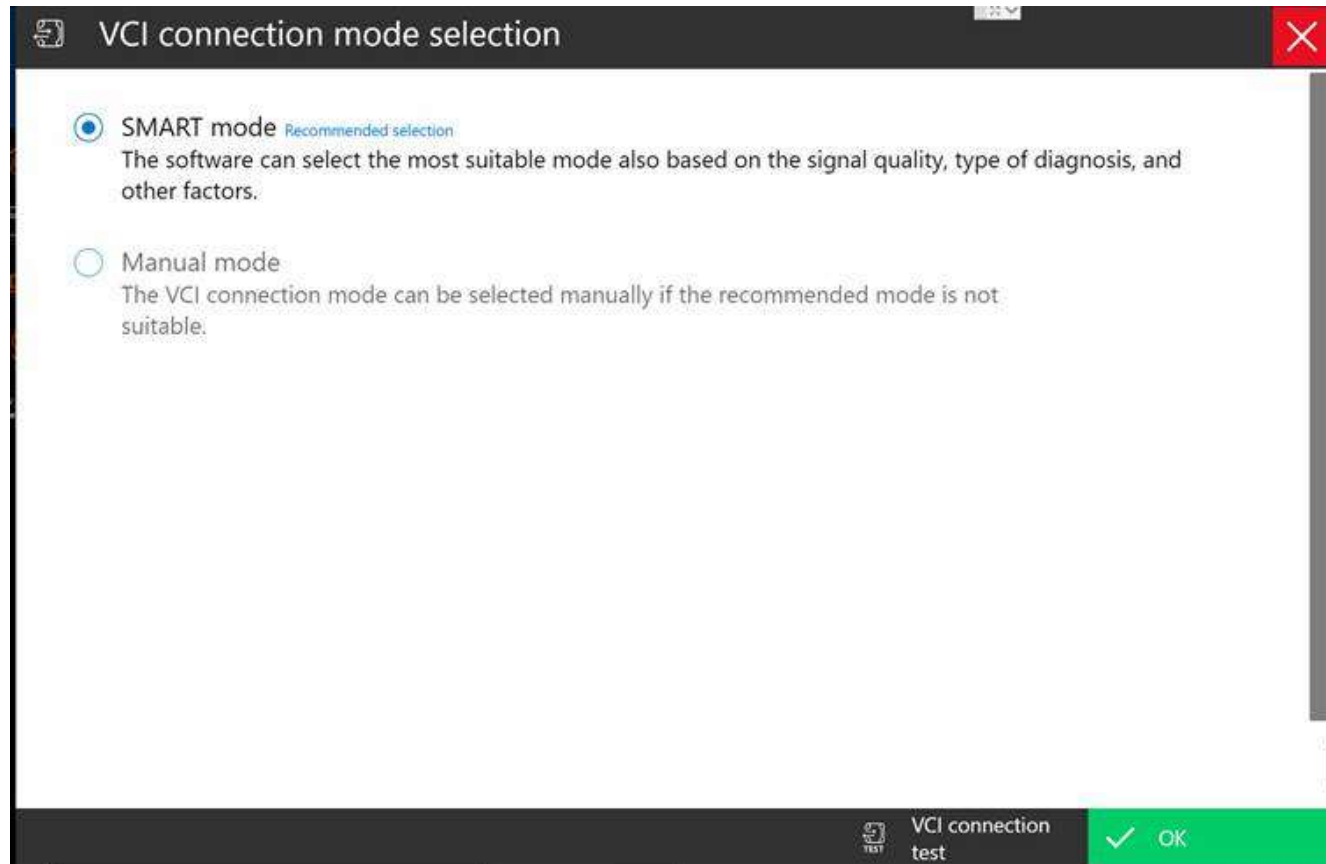 VCI connection mode selection
SMART mode Recommended selection
The software can select the most suitable mode also based on the signal quality, type of diagnosis, and
other factors.
Manual mode
The VCI connection mode can be selected manually if the recommended mode is not
suitable.
TEST
VCI connection
test
OK